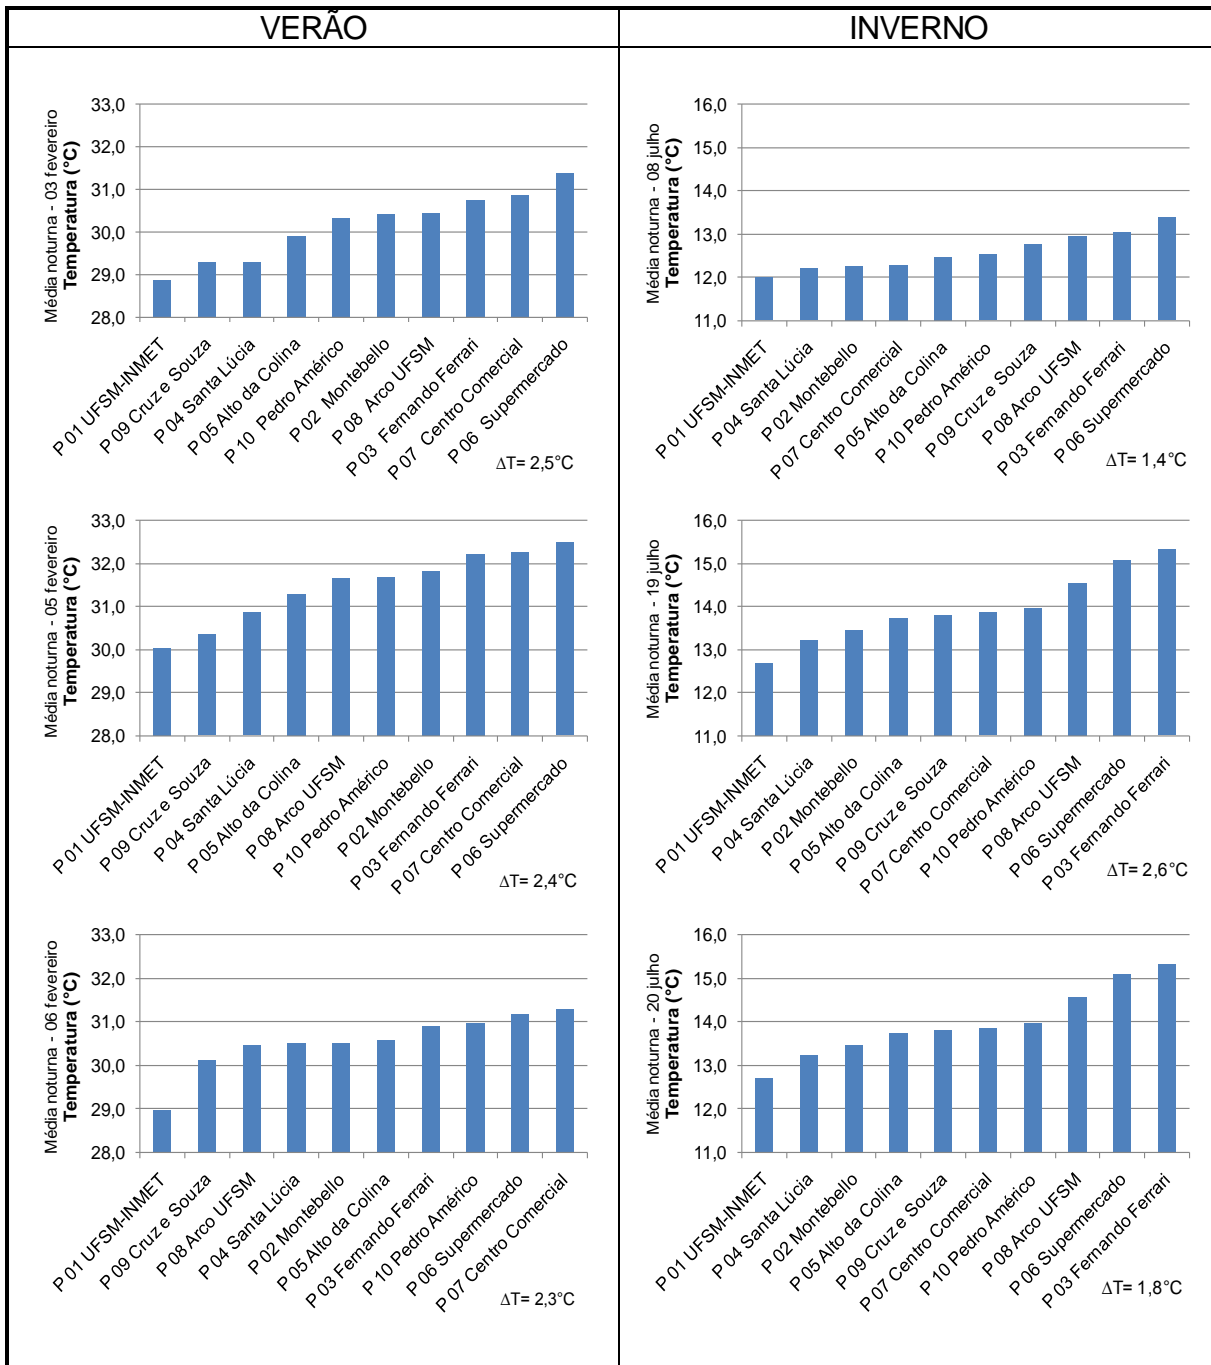 VERÃO
INVERNO
Média noturna - 03 fevereiro
Temperatura (°C)
33,0
32,0
31,0
30,0
29,0
28,0
P 01 UFSM-INMET
P 09 Cruz e Souza
P 04 Santa Lúcia
P 05 Alto da Colina
P 10 Pedro Américo
P 02 Montebello
P 08 Arco UFSM
P 03 Fernando Ferrari
P 07 Centro Comercial
P 06 Supermercado
ΔT= 2,5°C
Média noturna - 08 julho
Temperatura (°C)
16,0
15,0
14,0
13,0
12,0
11,0
P 01 UFSM-INMET
P 04 Santa Lúcia
P 02 Montebello
P 07 Centro Comercial
P 05 Alto da Colina
P 10 Pedro Américo
P 09 Cruz e Souza
P 08 Arco UFSM
P 03 Fernando Ferrari
P 06 Supermercado
ΔT= 1,4°C
Média noturna - 05 fevereiro
Temperatura (°C)
33,0
32,0
31,0
30,0
29,0
28,0
P 01 UFSM-INMET
P 09 Cruz e Souza
P 04 Santa Lúcia
P 05 Alto da Colina
P 08 Arco UFSM
P 10 Pedro Américo
P 02 Montebello
P 03 Fernando Ferrari
P 07 Centro Comercial
P 06 Supermercado
ΔT= 2,4°C
Média noturna - 19 julho
Temperatura (°C)
16,0
15,0
14,0
13,0
12,0
11,0
P 01 UFSM-INMET
P 04 Santa Lúcia
P 02 Montebello
P 05 Alto da Colina
P 09 Cruz e Souza
P 07 Centro Comercial
P 10 Pedro Américo
P 08 Arco UFSM
P 06 Supermercado
P 03 Fernando Ferrari
ΔT= 2,6°C
Média noturna - 06 fevereiro
Temperatura (°C)
33,0
32,0
31,0
30,0
29,0
28,0
P 01 UFSM-INMET
P 09 Cruz e Souza
P 08 Arco UFSM
P 04 Santa Lúcia
P 02 Montebello
P 05 Alto da Colina
P 03 Fernando Ferrari
P 10 Pedro Américo
P 06 Supermercado
P 07 Centro Comercial
ΔT= 2,3°C
Média noturna - 20 julho
Temperatura (°C)
16,0
15,0
14,0
13,0
12,0
11,0
P 01 UFSM-INMET
P 04 Santa Lúcia
P 02 Montebello
P 05 Alto da Colina
P 09 Cruz e Souza
P 07 Centro Comercial
P 10 Pedro Américo
P 08 Arco UFSM
P 06 Supermercado
P 03 Fernando Ferrari
ΔT= 1,8°C